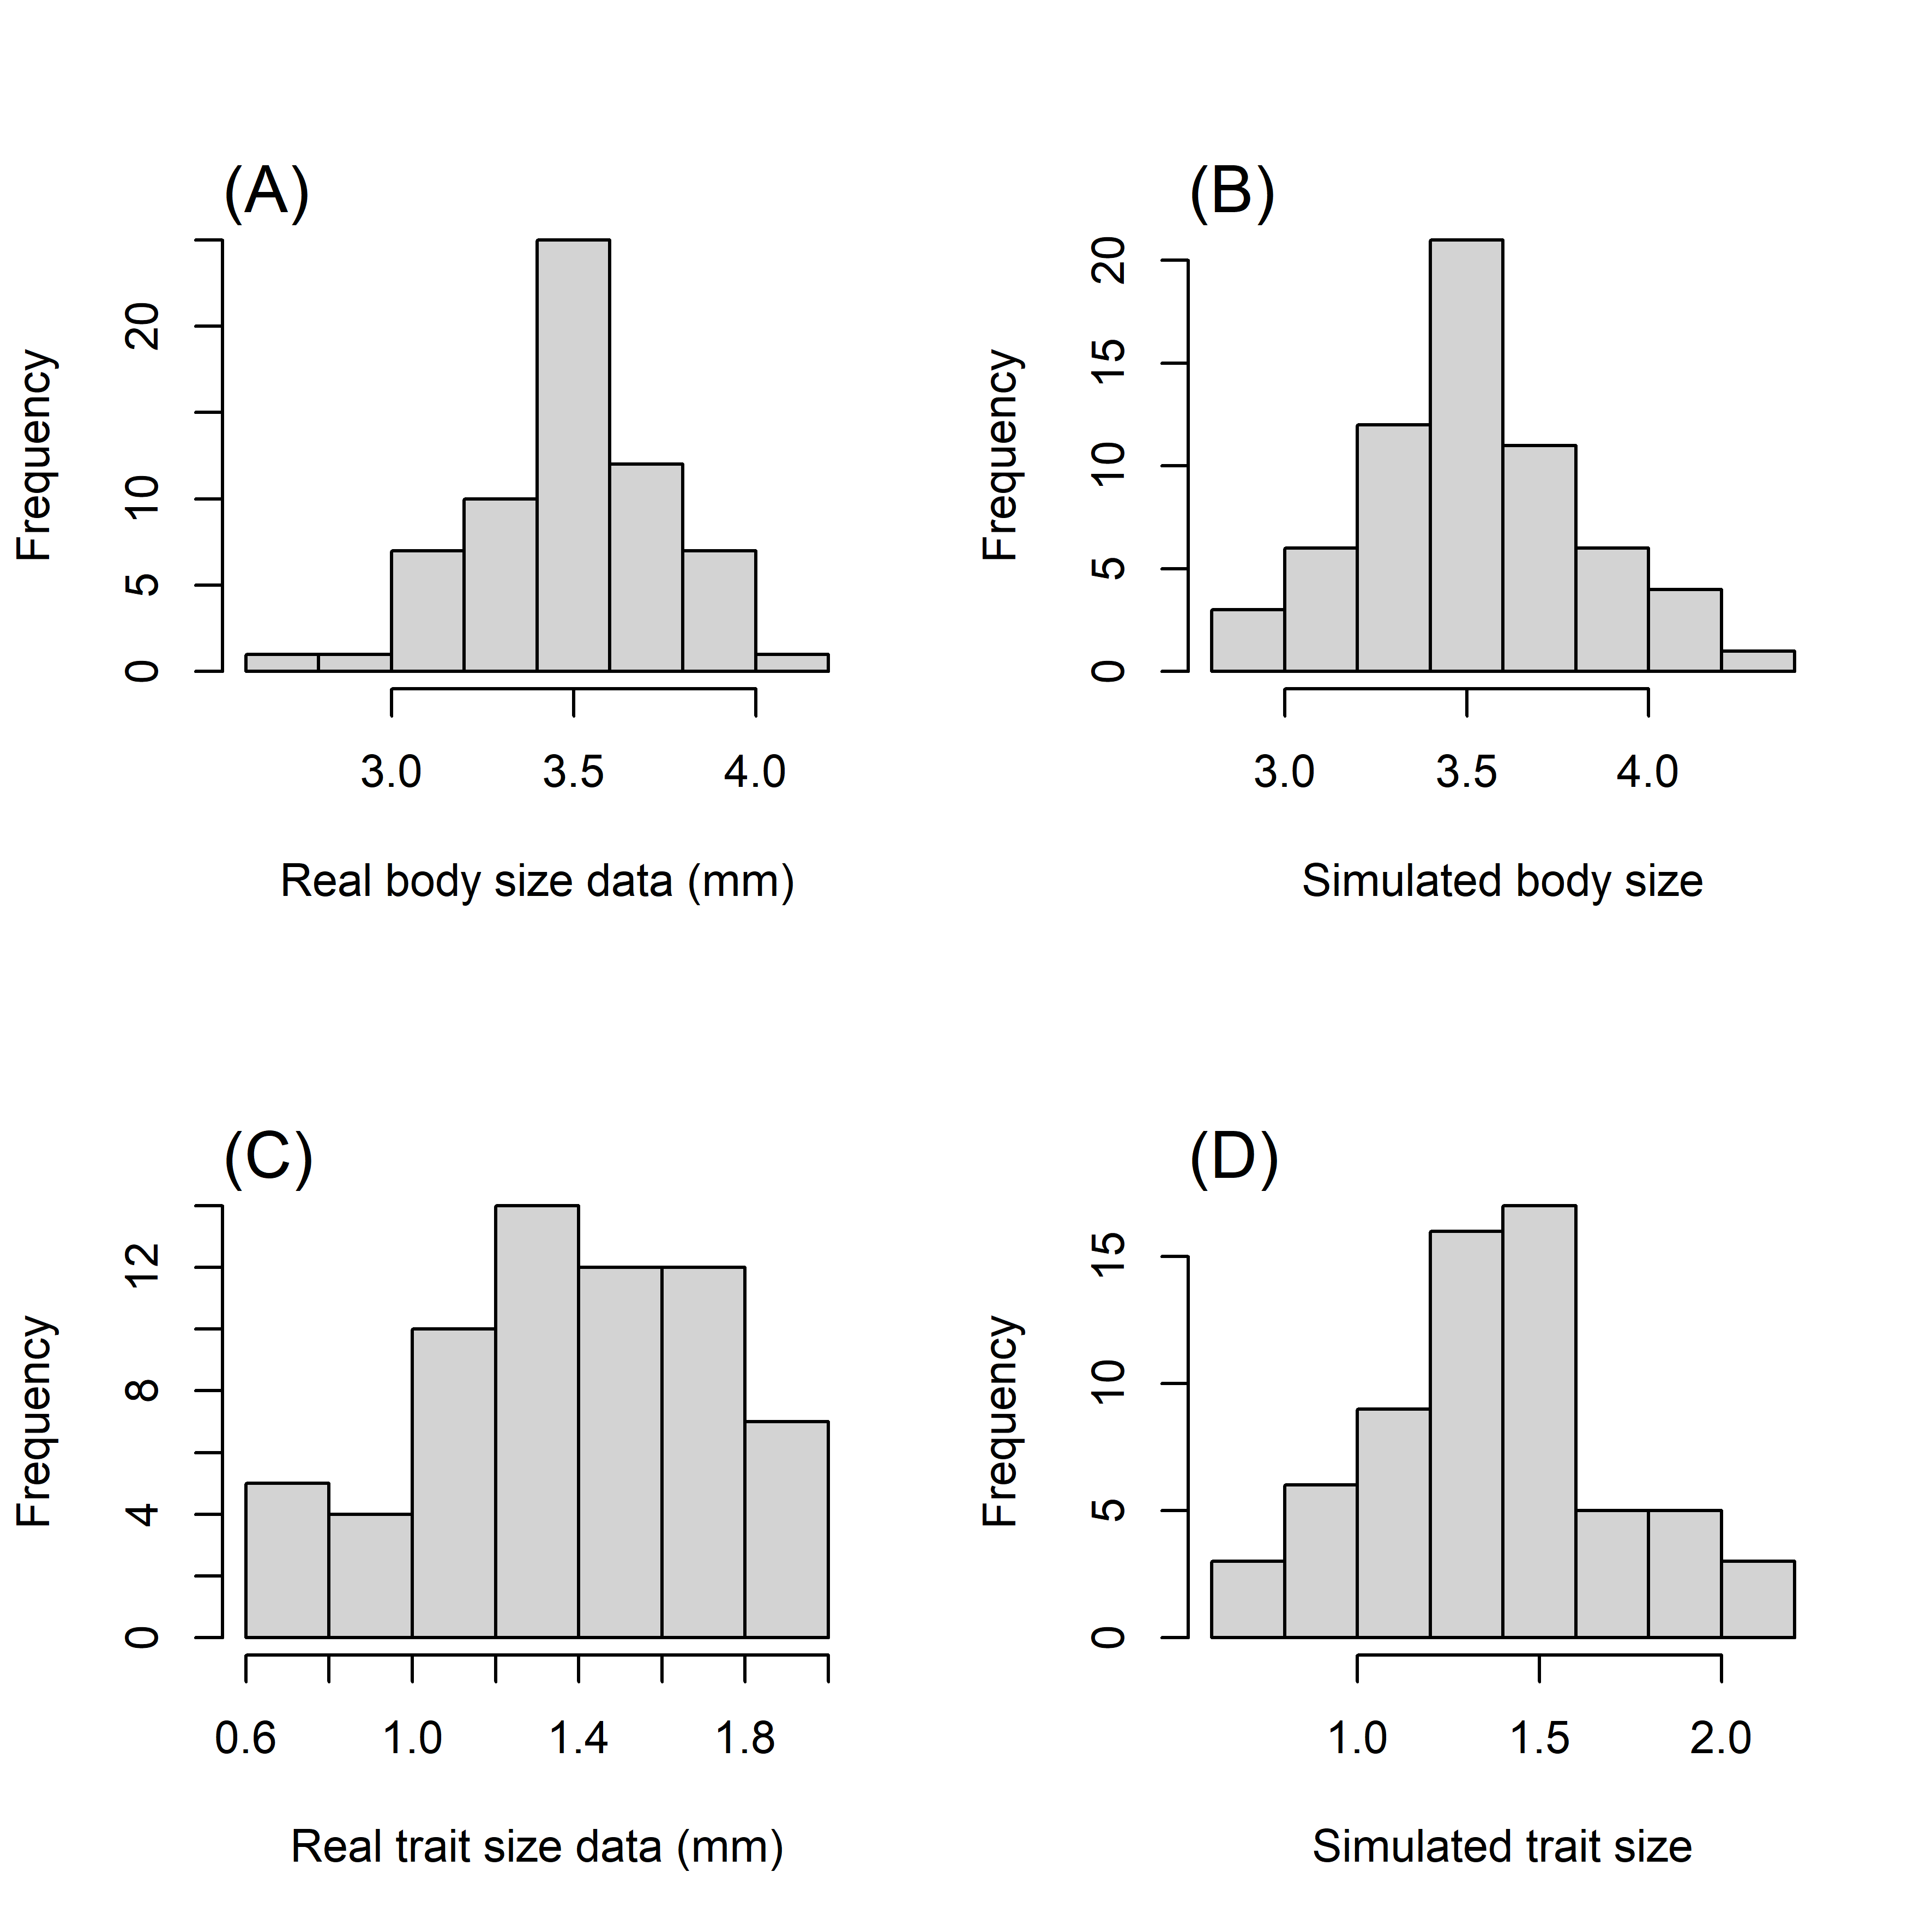 (A)
Frequency
0 5 10 20
3.0 3.5 4.0
Real body size data (mm)
(B)
Frequency
0 5 10 15 20
3.0 3.5 4.0
Simulated body size
(C)
Frequency
0 4 8 12
0.6 1.0 1.4 1.8
Real trait size data (mm)
(D)
Frequency
0 5 10 15
1.0 1.5 2.0
Simulated trait size